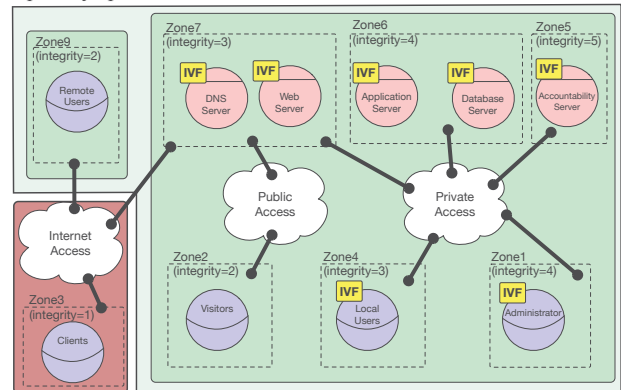 Zone9
(integrity=2)
Remote
Users
Zone7
(integrity=3)
IVF
DNS
Server
IVF
Web
Server
Zone6
(integrity=4)
IVF
Application
Server
IVF
Database
Server
Zone5
(integrity=5)
IVF
Accountability
Server
Internet
Access
Public
Access
Private
Access
Zone3
(integrity=1)
Clients
Zone2
(integrity=2)
Visitors
Zone4
(integrity=3)
IVF
Local
Users
Zone1
(integrity=4)
IVF
Administrator